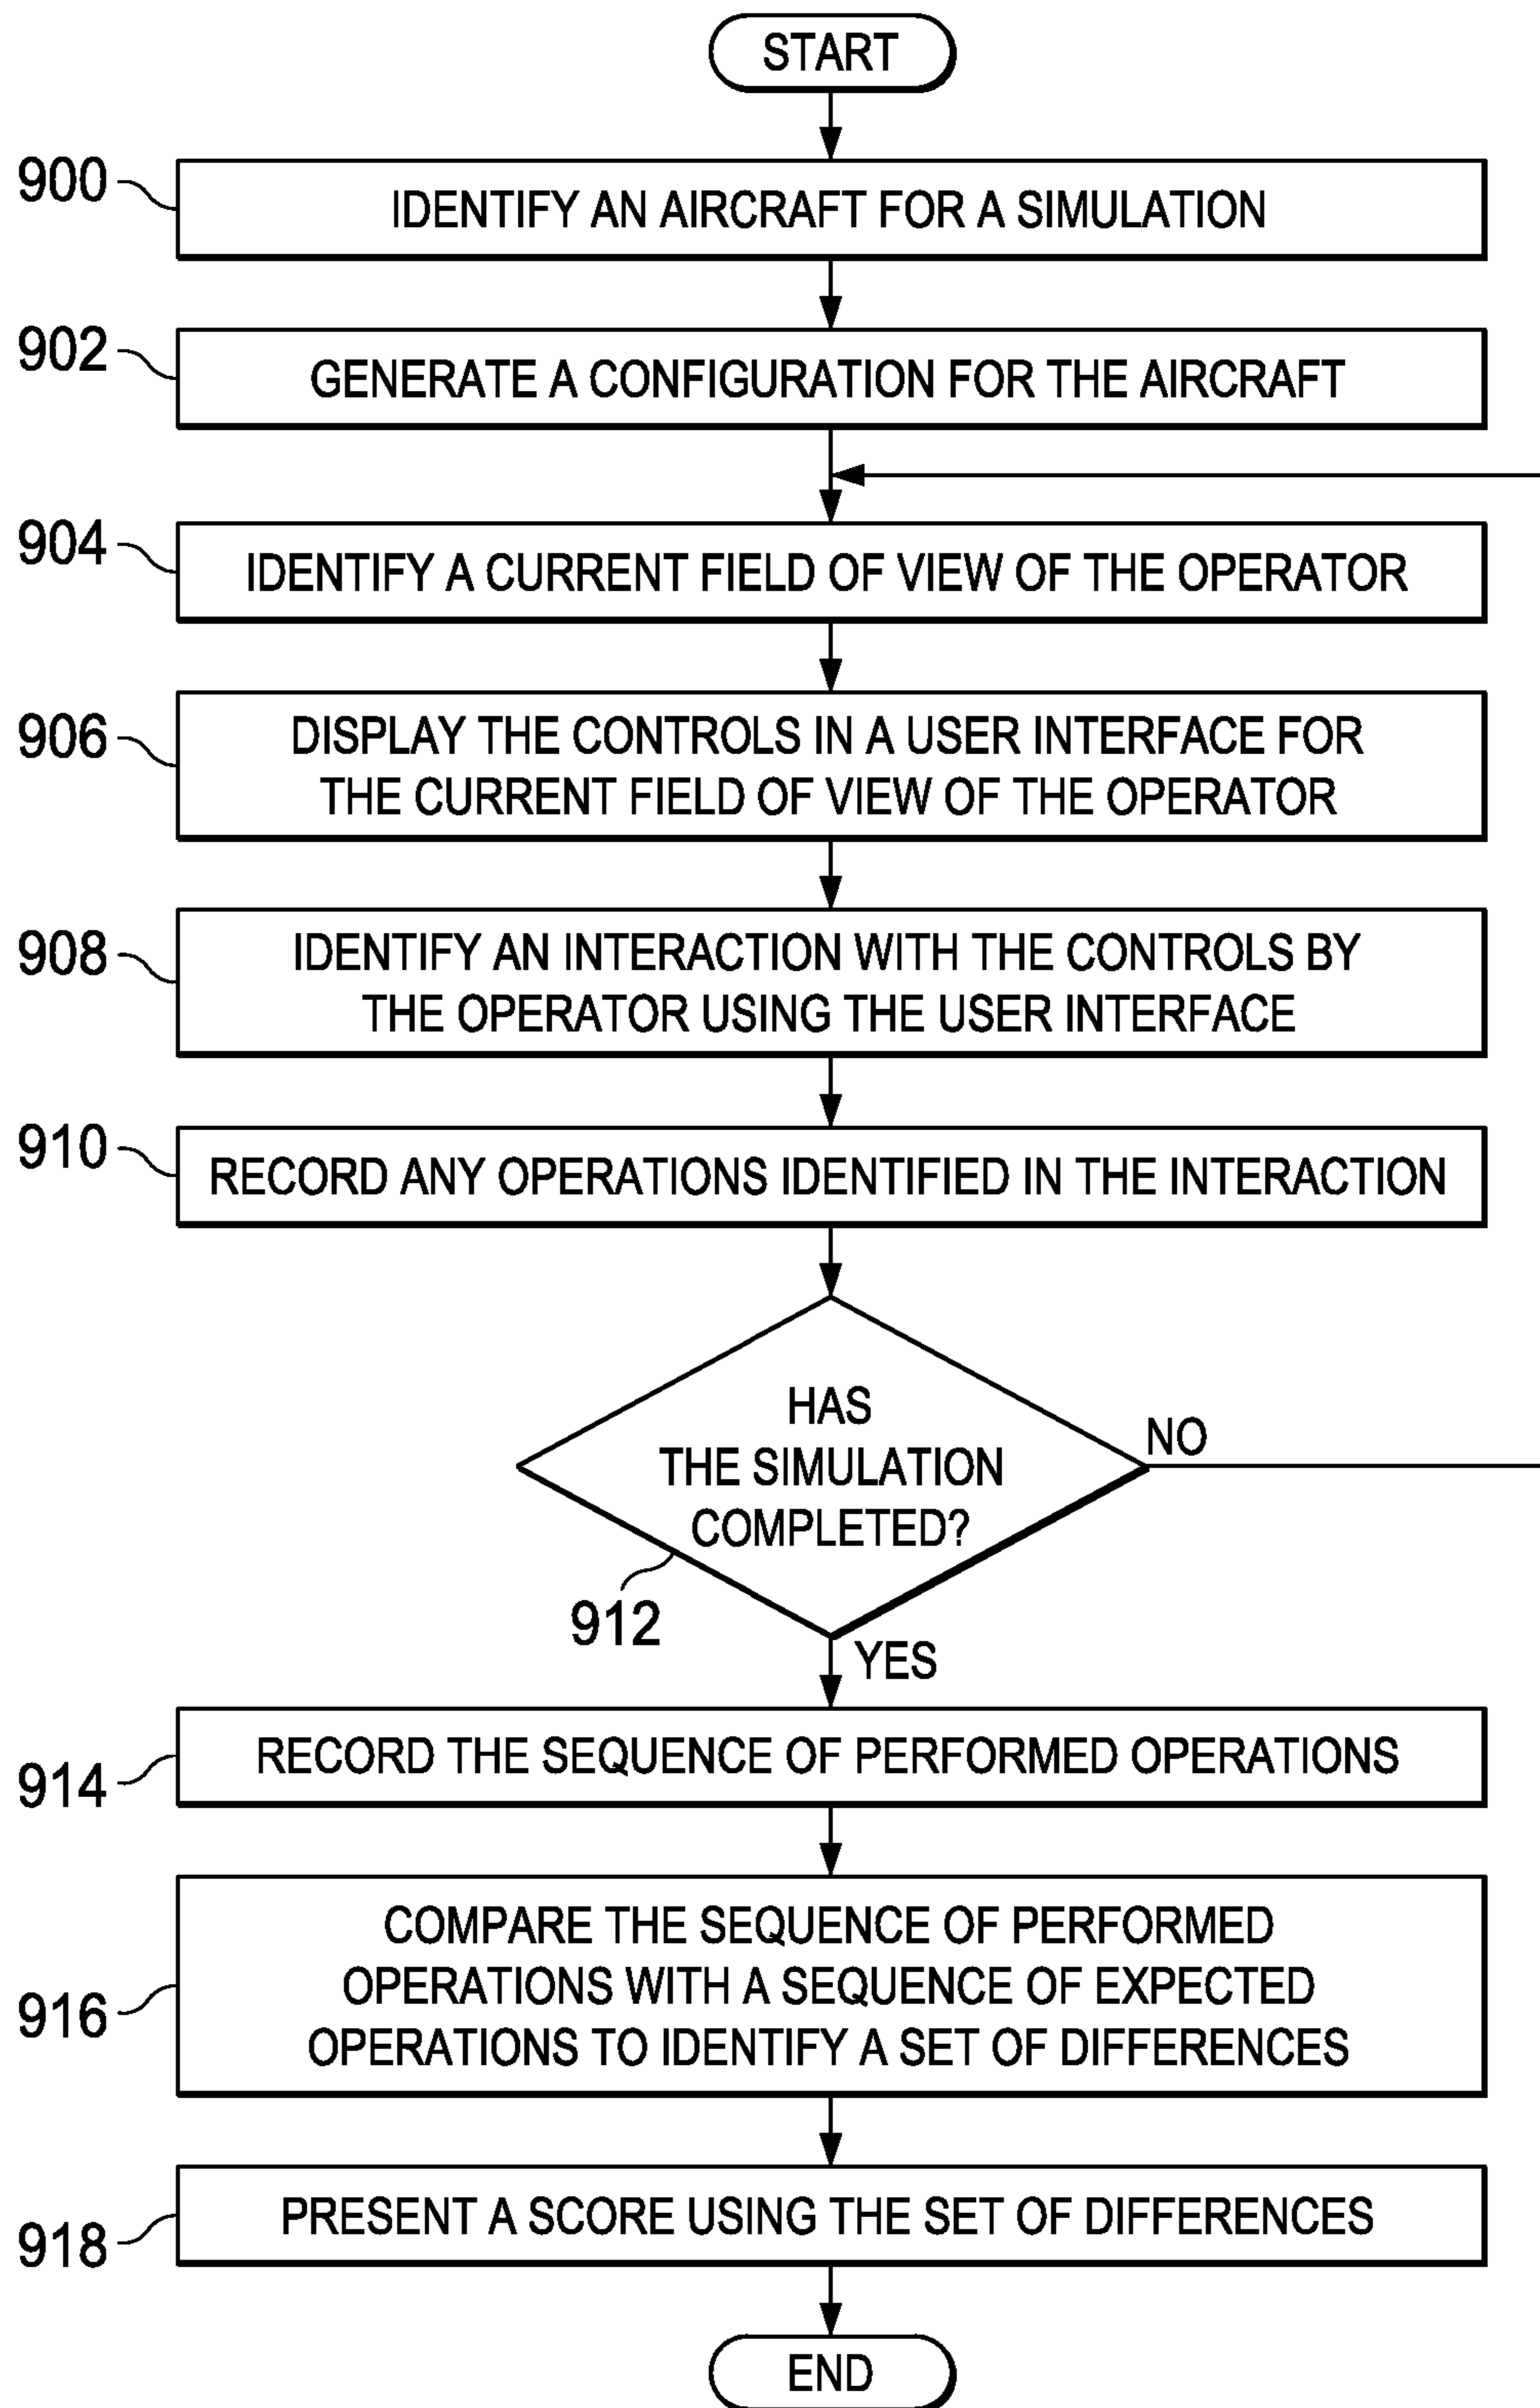 START
900
IDENTIFY AN AIRCRAFT FOR A SIMULATION
902
GENERATE A CONFIGURATION FOR THE AIRCRAFT
904
IDENTIFY A CURRENT FIELD OF VIEW OF THE OPERATOR
906
DISPLAY THE CONTROLS IN A USER INTERFACE FOR
THE CURRENT FIELD OF VIEW OF THE OPERATOR
908
IDENTIFY AN INTERACTION WITH THE CONTROLS BY
THE OPERATOR USING THE USER INTERFACE
910
RECORD ANY OPERATIONS IDENTIFIED IN THE INTERACTION
HAS
THE SIMULATION
COMPLETED?
NO
912
YES
914
RECORD THE SEQUENCE OF PERFORMED OPERATIONS
916
COMPARE THE SEQUENCE OF PERFORMED
OPERATIONS WITH A SEQUENCE OF EXPECTED
OPERATIONS TO IDENTIFY A SET OF DIFFERENCES
918
PRESENT A SCORE USING THE SET OF DIFFERENCES
END